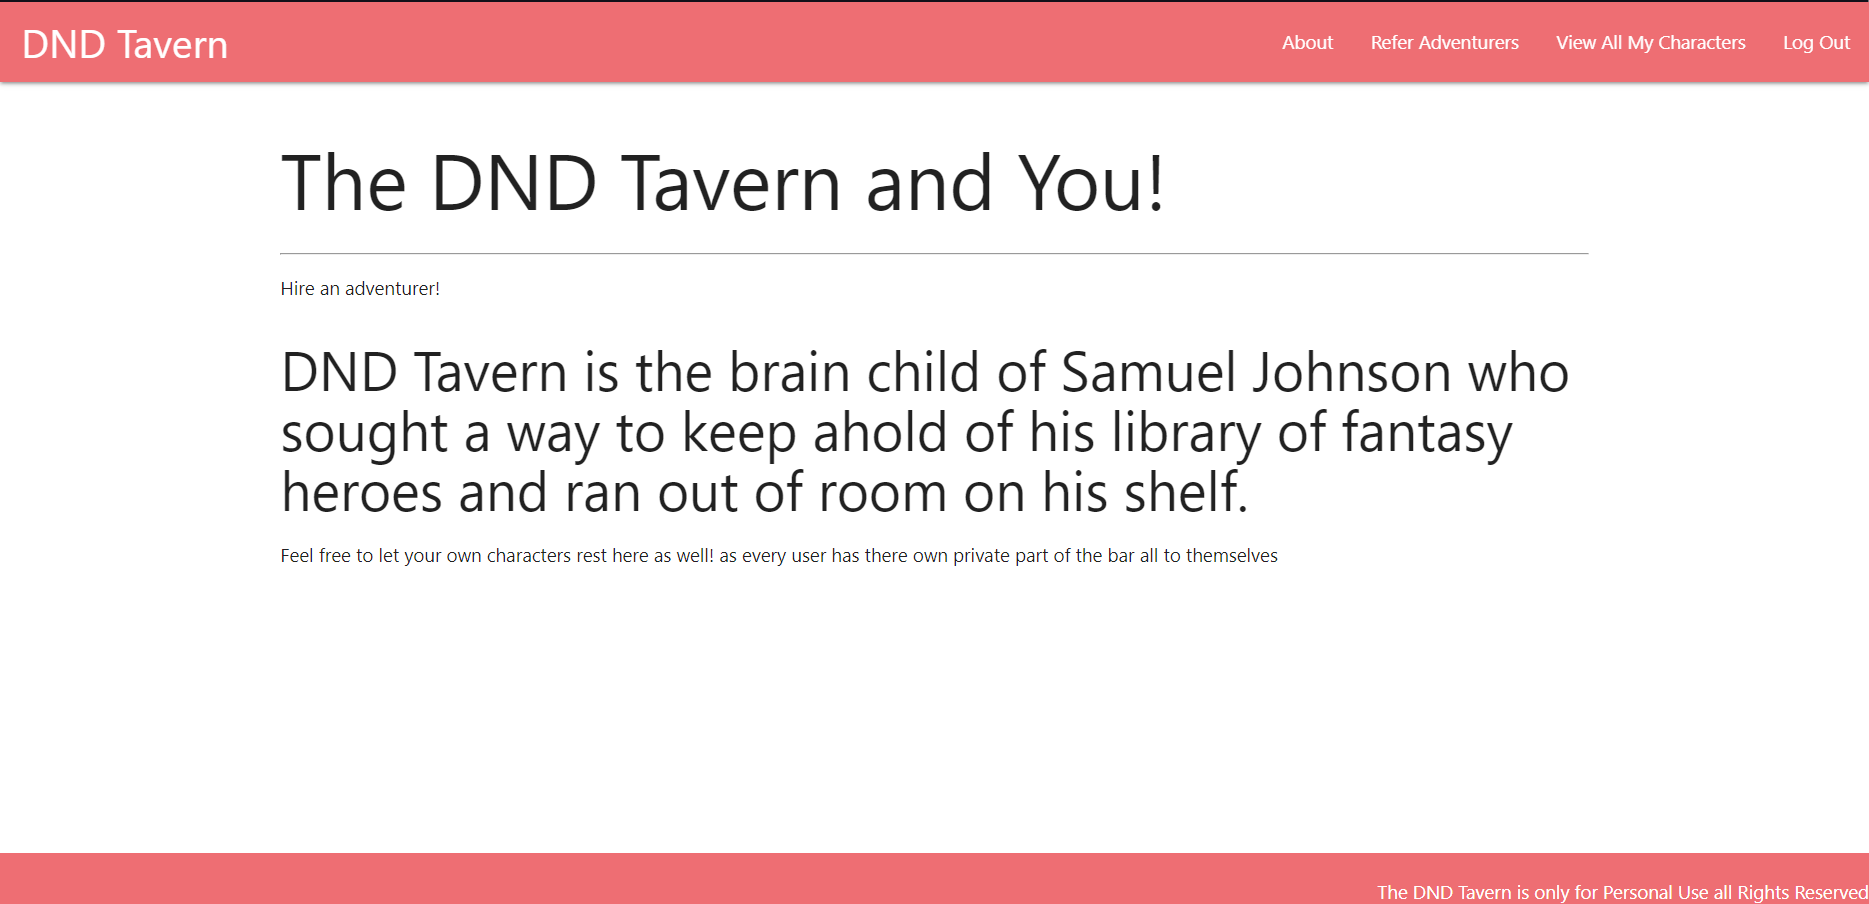 DND Tavern
About Refer Adventurers View All My Characters Log Out
The DND Tavern and You!
Hire an adventurer!
DND Tavern is the brain child of Samuel Johnson who
sought a way to keep ahold of his library of fantasy
heroes and ran out of room on his shelf.
Feel free to let your own characters rest here as well! as every user has there own private part of the bar all to themselves
The DND Tavern is only for Personal Use all Rights Reserved